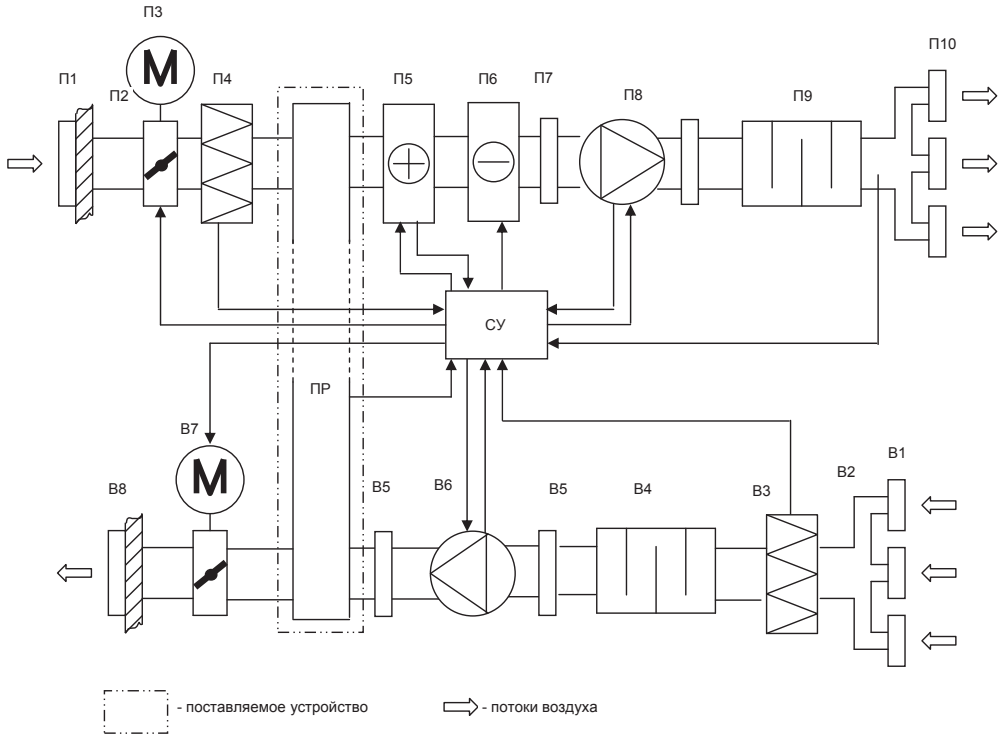 П3
П10
П1
П2
П4
П5
П6
П7
П8
П9
M
СУ
ПР
В7
M
В8
В5
В6
В5
В4
В3
В2
В1
- поставляемое устройство
- потоки воздуха